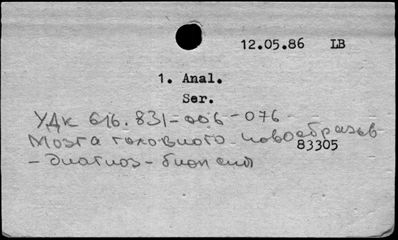 12.05.86 LB
1. Anal.
Ser.
УДК 616.831-006-076
Мозга головного новообразов
83305
- диагноз - биопсия